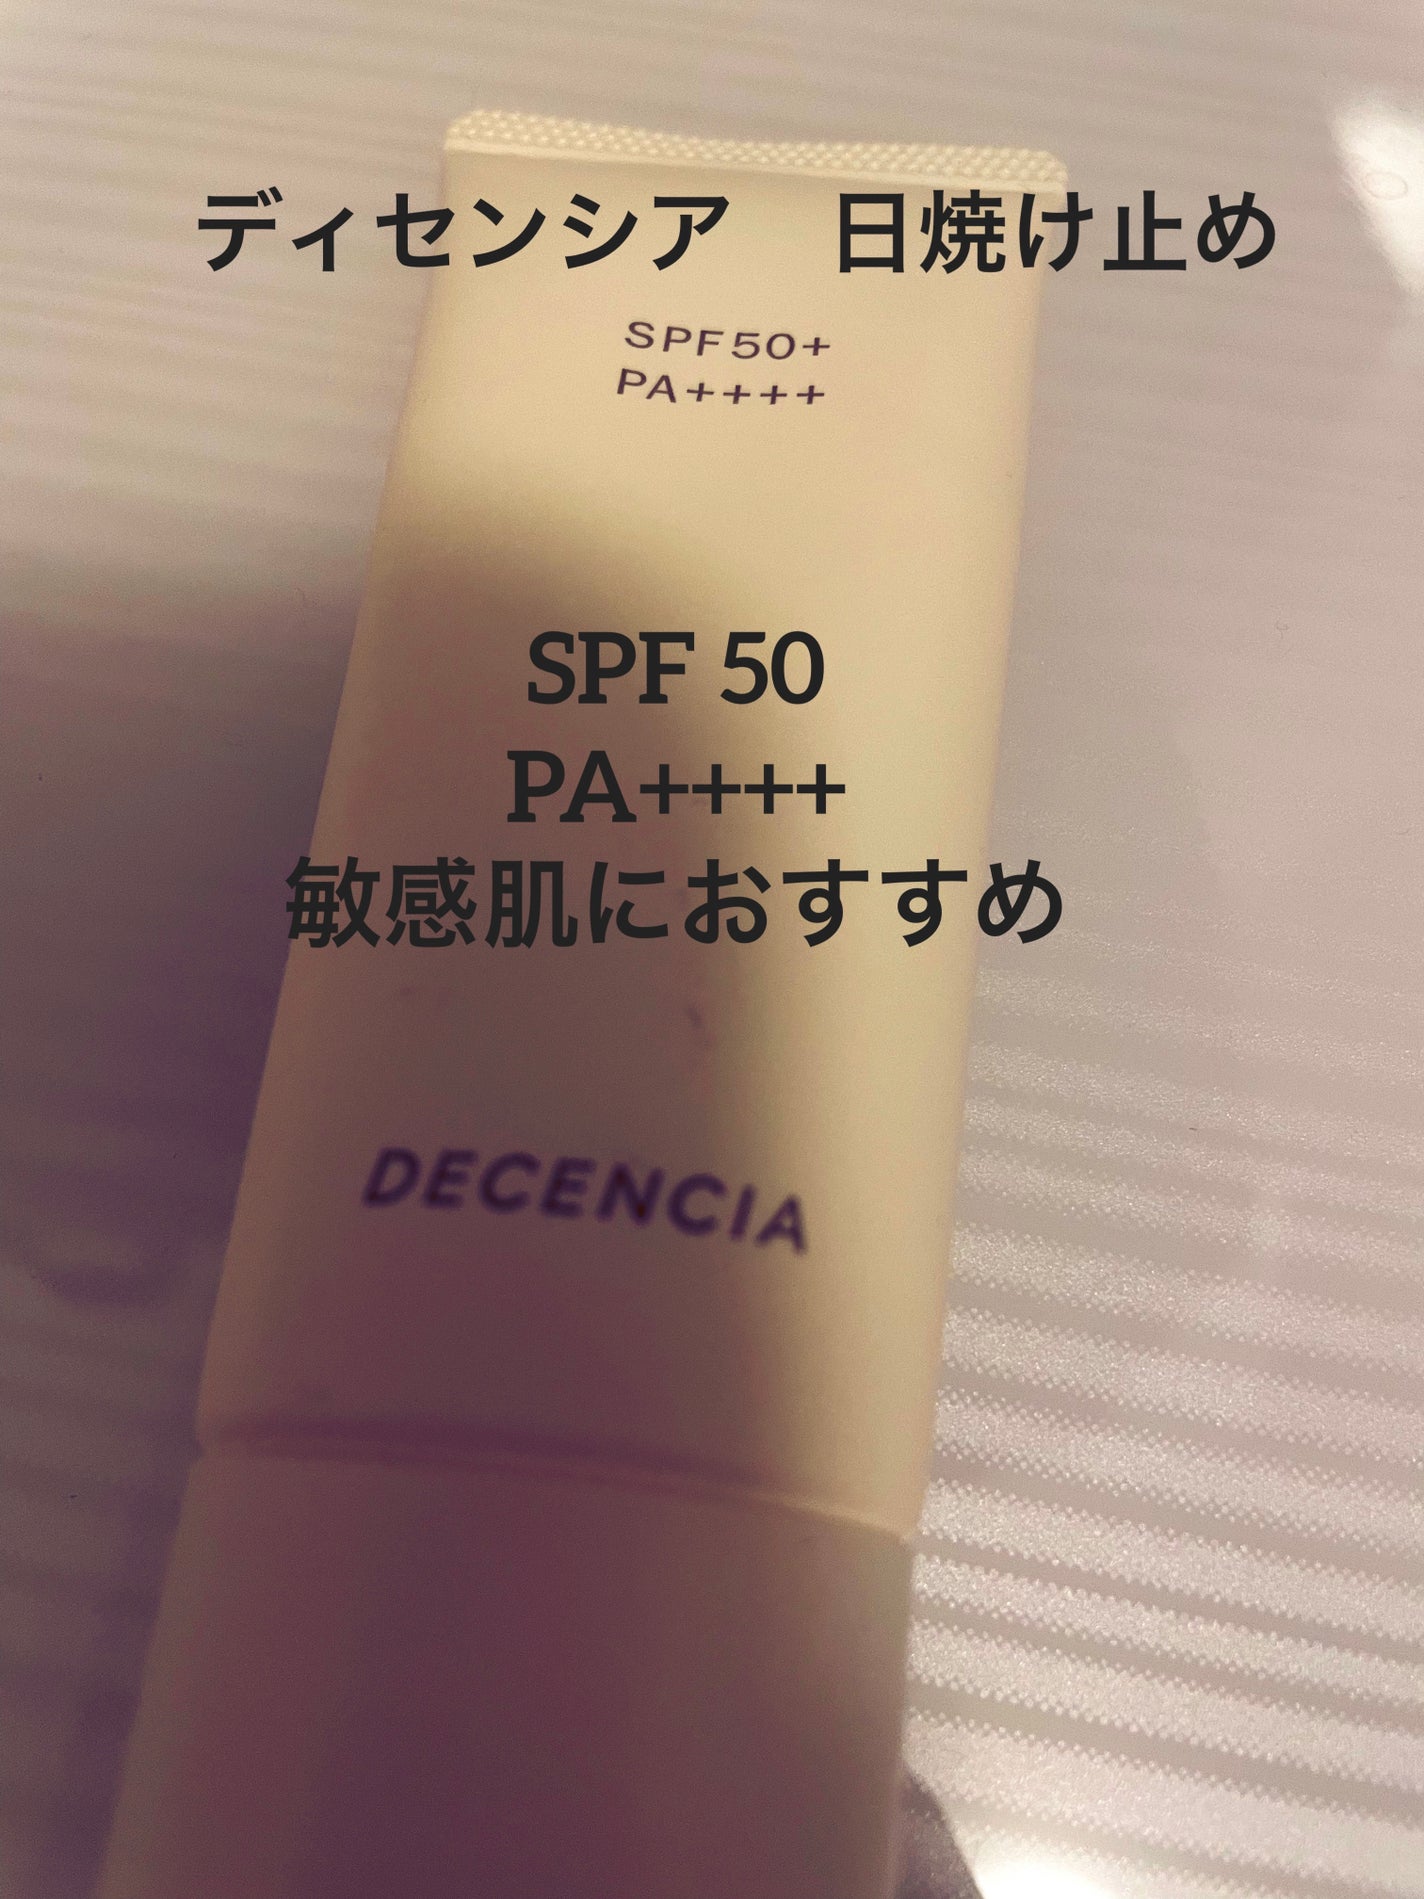 ディセンシア　日焼け止め
SPF50+
PA++++
SPF 50
PA++++
敏感肌におすすめ
DECENCIA